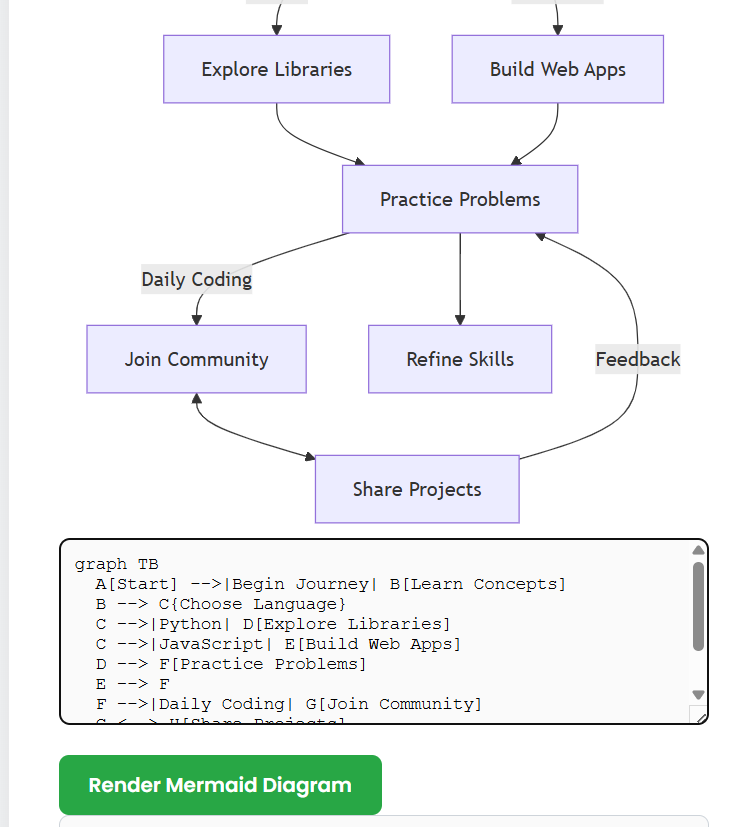 Explore Libraries
Build Web Apps
Practice Problems
Daily Coding
Join Community
Refine Skills
Feedback
Share Projects
graph TB
A[Start] -->|Begin Journey| B[Learn Concepts]
B --> C{Choose Language}
C -->|Python| D[Explore Libraries]
C -->|JavaScript| E[Build Web Apps]
D --> F[Practice Problems]
E --> F
F -->|Daily Coding| G[Join Community]
G <--> H[Share Projects]
Render Mermaid Diagram